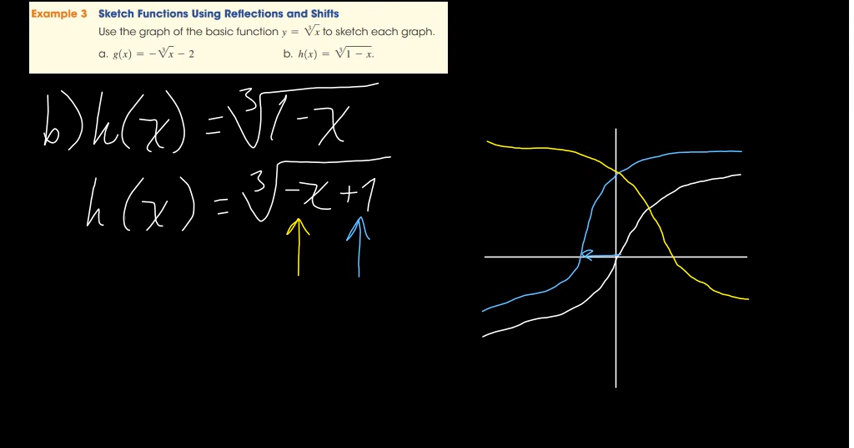 Example 3 Sketch Functions Using Reflections and Shifts
Use the graph of the basic function y = ∛x to sketch each graph.
a. g(x) = −∛x − 2 b. h(x) = ∛(1 − x).
b) h(x) = ∛(1 − x)
h(x) = ∛(−x + 1)